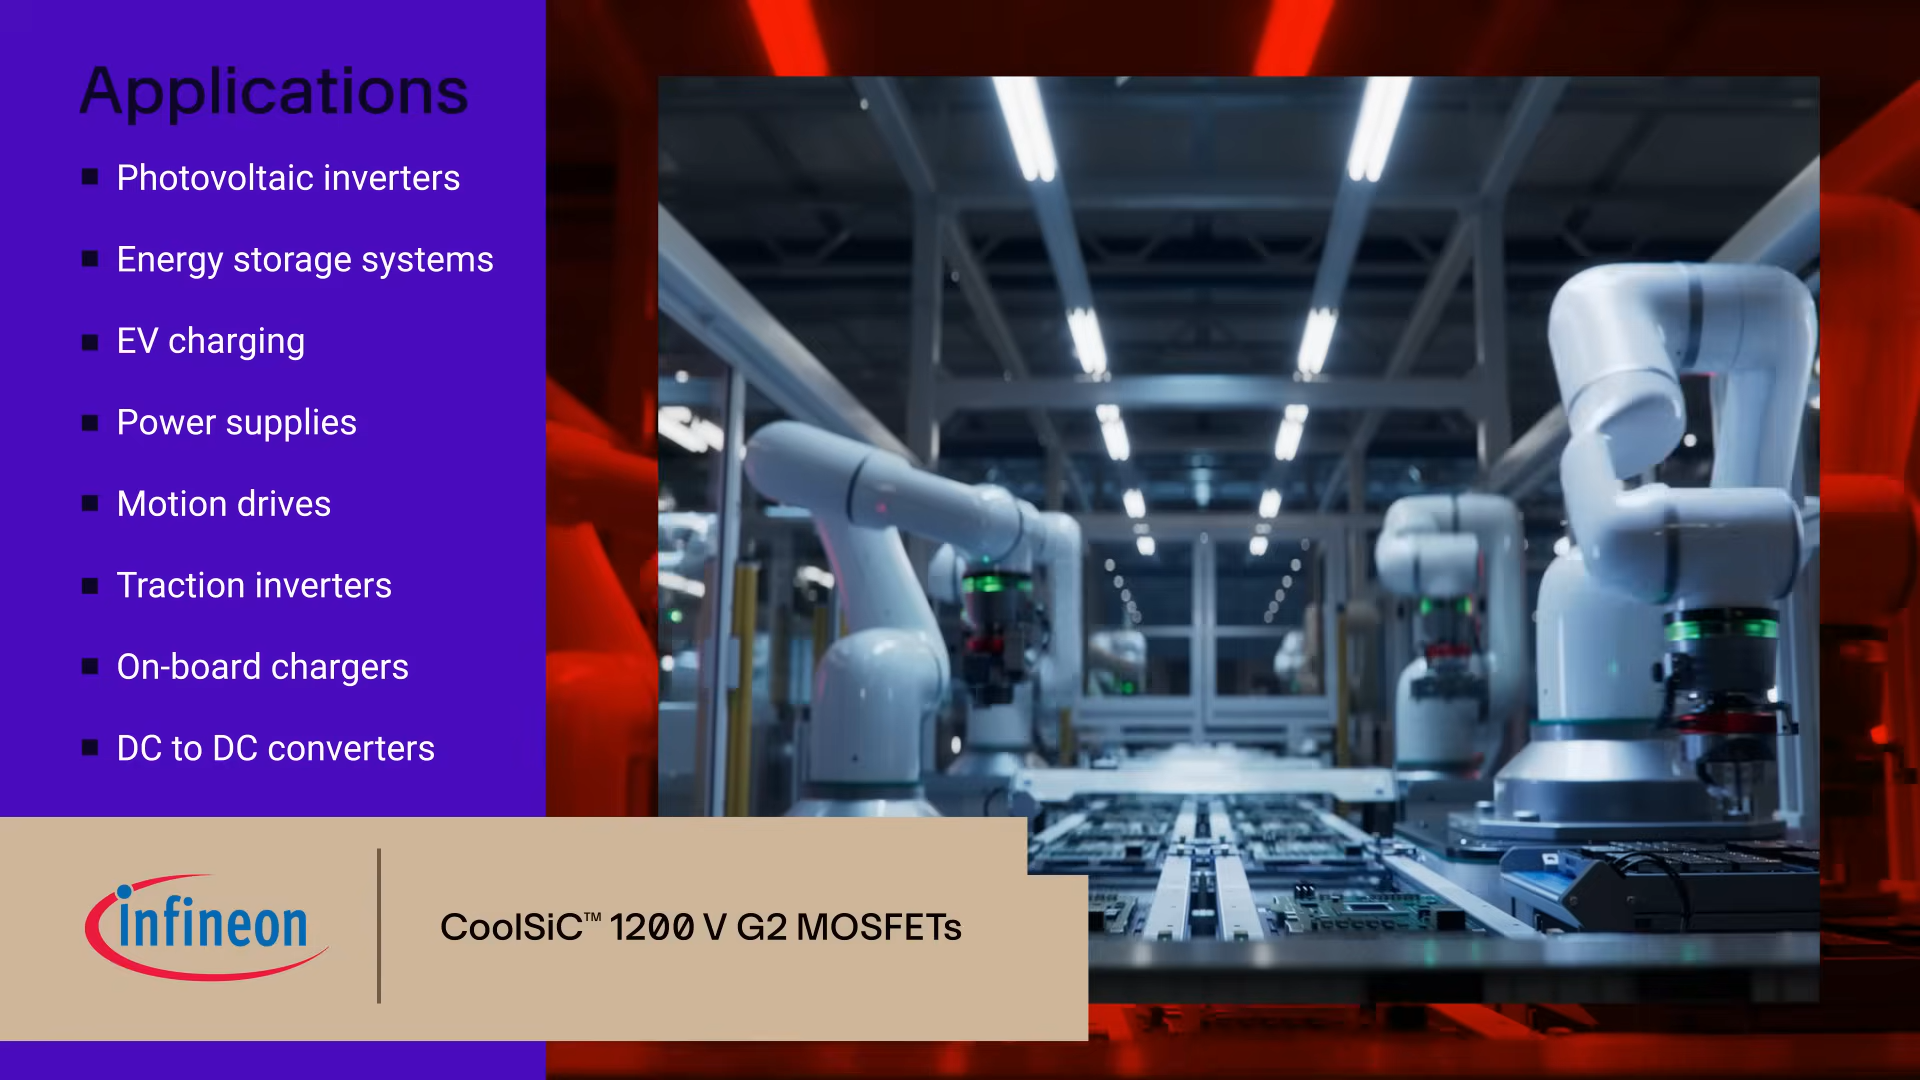 Applications
Photovoltaic inverters
Energy storage systems
EV charging
Power supplies
Motion drives
Traction inverters
On-board chargers
DC to DC converters
infineon
CoolSiC™ 1200 V G2 MOSFETs